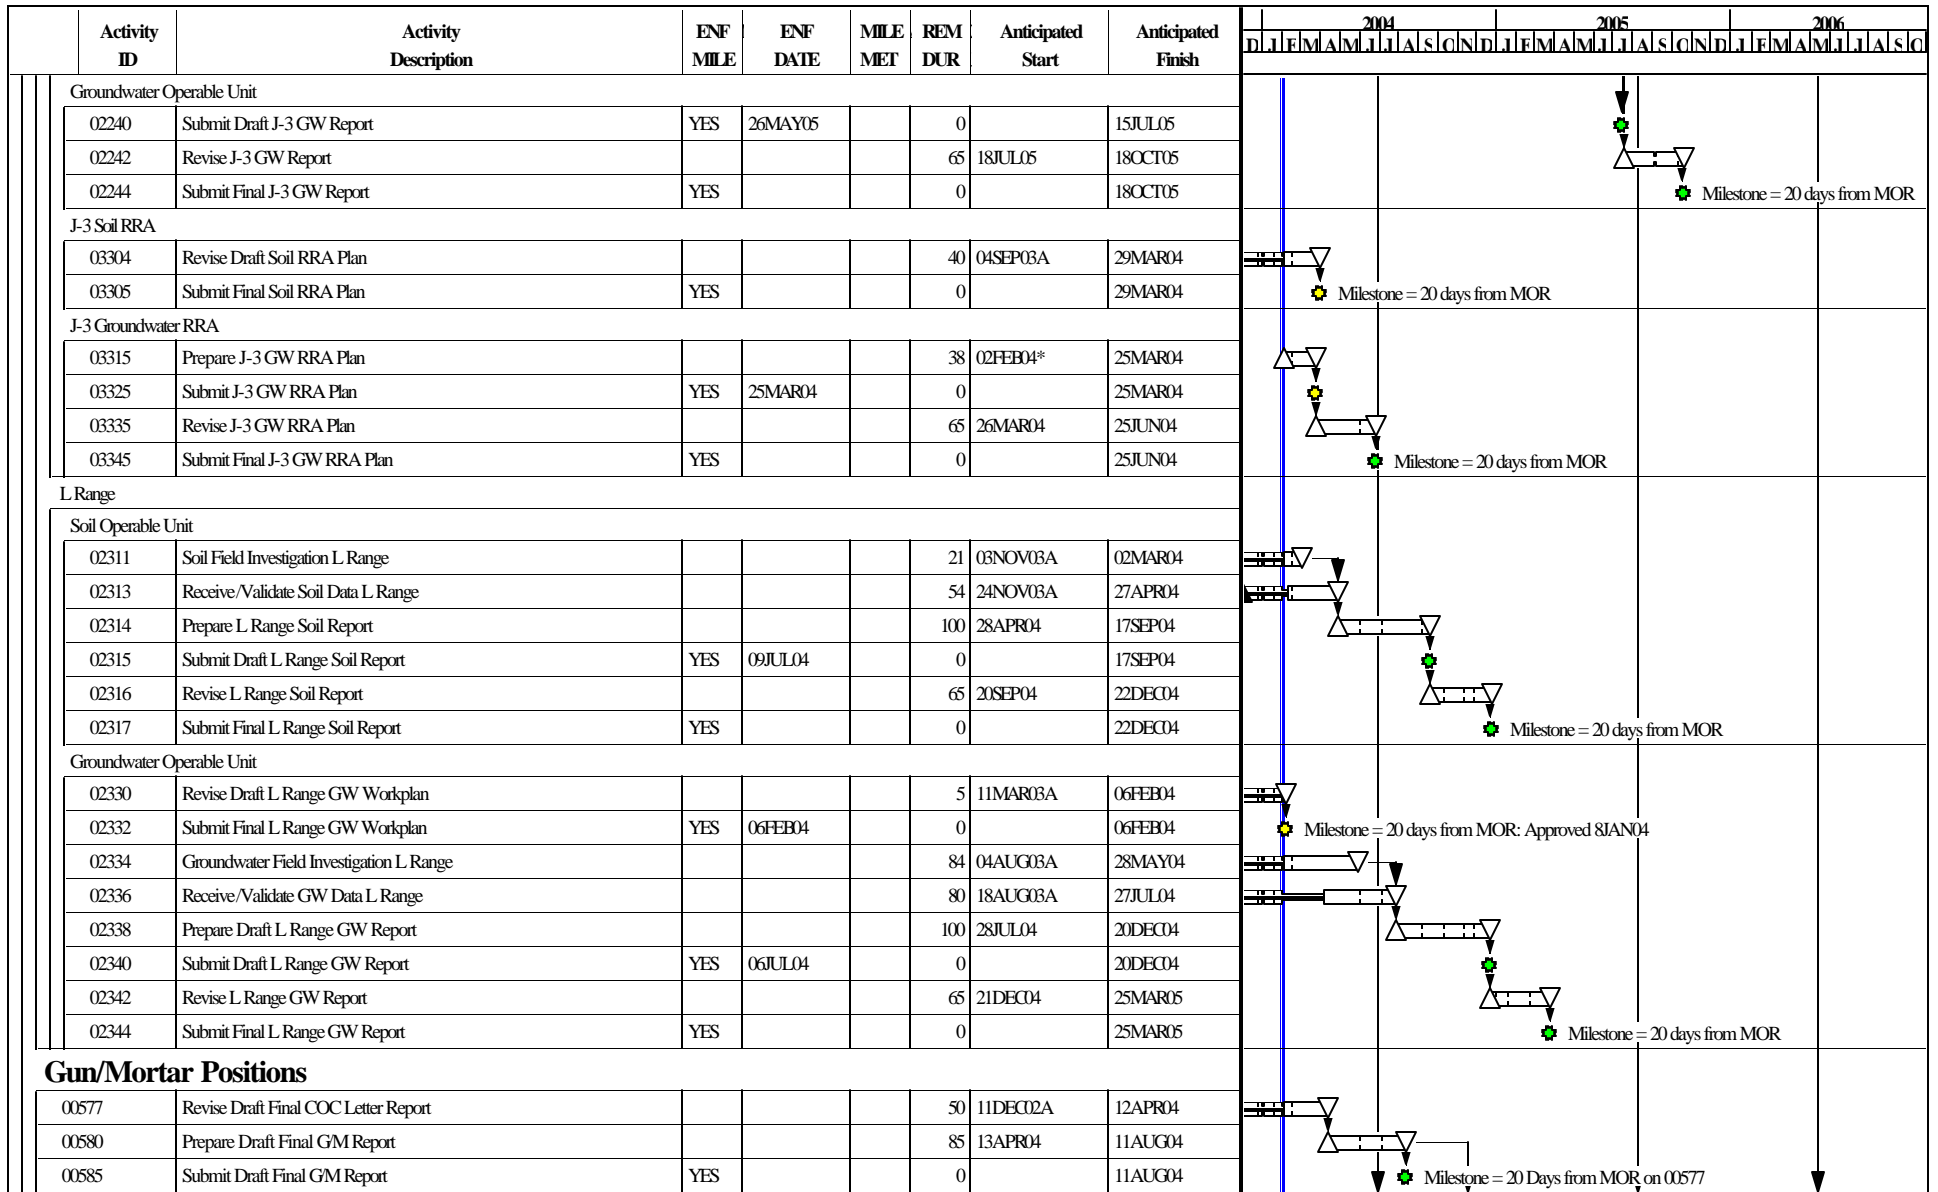 Activity ID Activity Description ENF MILE ENF DATE MILE MET REM DUR Anticipated Start Anticipated Finish
2004 2005 2006
D J F M A M J J A S O N D J F M A M J J A S O N D J F M A M J J A S O
Groundwater Operable Unit
02240 Submit Draft J-3 GW Report YES 26MAY05 0 15JUL05
02242 Revise J-3 GW Report 65 18JUL05 18OCT05
02244 Submit Final J-3 GW Report YES 0 18OCT05 Milestone = 20 days from MOR
J-3 Soil RRA
03304 Revise Draft Soil RRA Plan 40 04SEP03A 29MAR04
03305 Submit Final Soil RRA Plan YES 0 29MAR04 Milestone = 20 days from MOR
J-3 Groundwater RRA
03315 Prepare J-3 GW RRA Plan 38 02FEB04* 25MAR04
03325 Submit J-3 GW RRA Plan YES 25MAR04 0 25MAR04
03335 Revise J-3 GW RRA Plan 65 26MAR04 25JUN04
03345 Submit Final J-3 GW RRA Plan YES 0 25JUN04 Milestone = 20 days from MOR
L Range
Soil Operable Unit
02311 Soil Field Investigation L Range 21 03NOV03A 02MAR04
02313 Receive/Validate Soil Data L Range 54 24NOV03A 27APR04
02314 Prepare L Range Soil Report 100 28APR04 17SEP04
02315 Submit Draft L Range Soil Report YES 09JUL04 0 17SEP04
02316 Revise L Range Soil Report 65 20SEP04 22DEC04
02317 Submit Final L Range Soil Report YES 0 22DEC04 Milestone = 20 days from MOR
Groundwater Operable Unit
02330 Revise Draft L Range GW Workplan 5 11MAR03A 06FEB04
02332 Submit Final L Range GW Workplan YES 06FEB04 0 06FEB04 Milestone = 20 days from MOR: Approved 8JAN04
02334 Groundwater Field Investigation L Range 84 04AUG03A 28MAY04
02336 Receive/Validate GW Data L Range 80 18AUG03A 27JUL04
02338 Prepare Draft L Range GW Report 100 28JUL04 20DEC04
02340 Submit Draft L Range GW Report YES 06JUL04 0 20DEC04
02342 Revise L Range GW Report 65 21DEC04 25MAR05
02344 Submit Final L Range GW Report YES 0 25MAR05 Milestone = 20 days from MOR
Gun/Mortar Positions
00577 Revise Draft Final COC Letter Report 50 11DEC02A 12APR04
00580 Prepare Draft Final G/M Report 85 13APR04 11AUG04
00585 Submit Draft Final G/M Report YES 0 11AUG04 Milestone = 20 Days from MOR on 00577